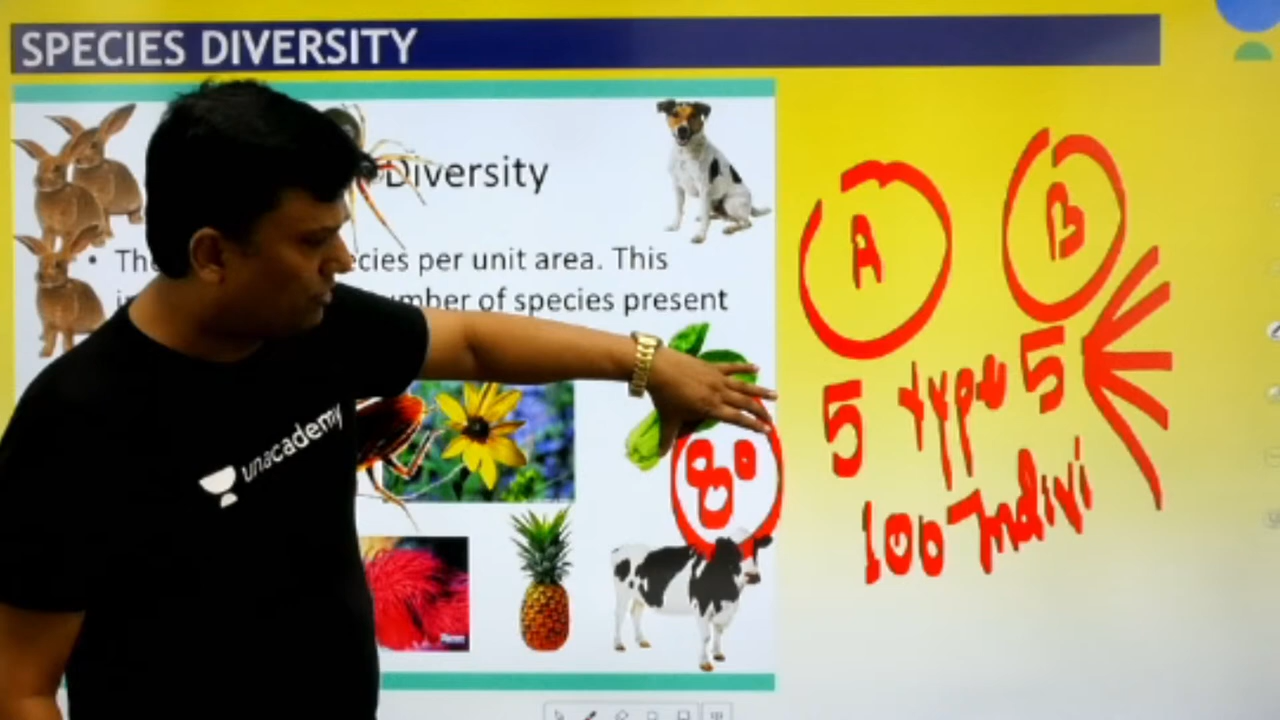 SPECIES DIVERSITY
Diversity
• The ecies per unit area. This
mber of species present
A
B
5 type 5
80
100 Indivi
unacademy